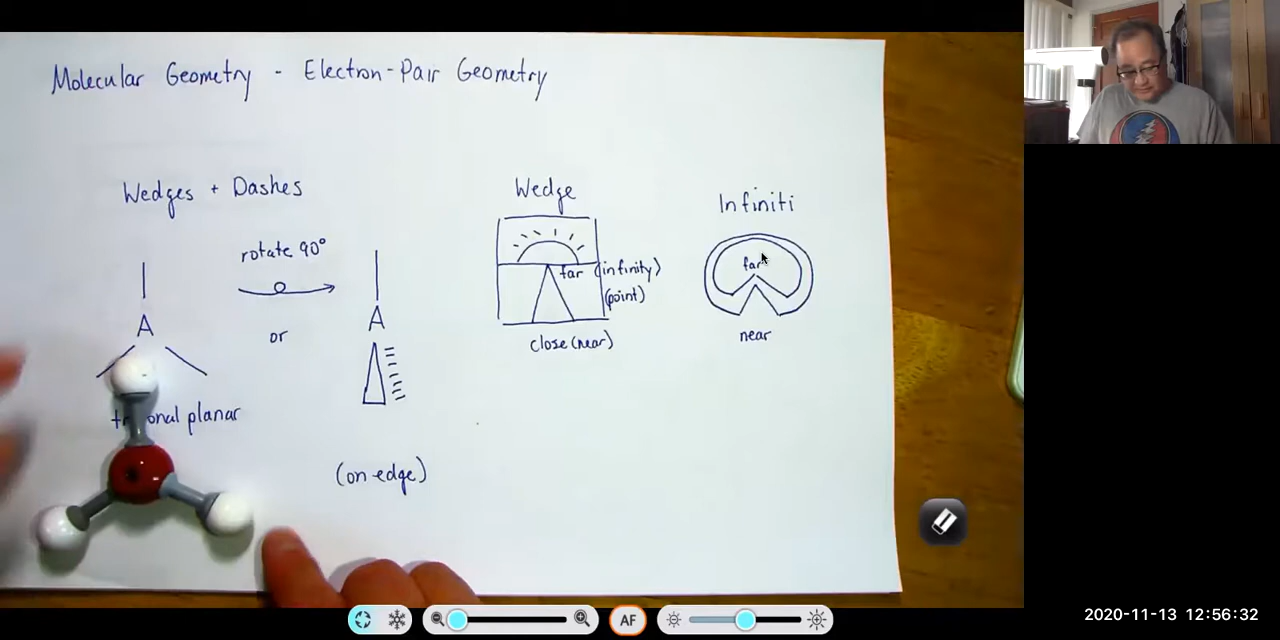 Molecular Geometry - Electron-Pair Geometry
Wedges + Dashes
rotate 90°
or
A
A
planar
(on edge)
Wedge
far (infinity)
(point)
close (near)
Infiniti
far
near
AF
2020-11-13 12:56:32